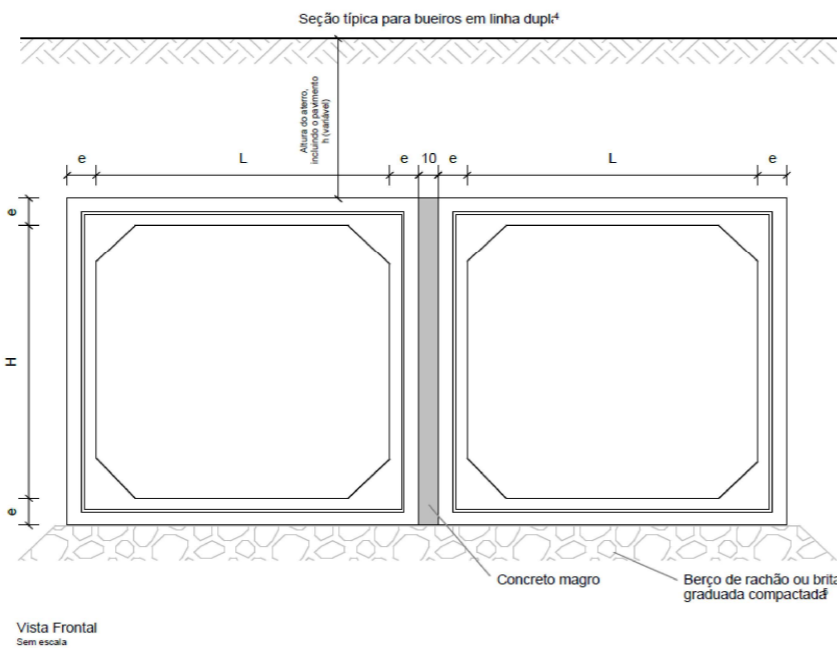 Seção típica para bueiros em linha dupla⁴
Altura do aterro,
incluindo o pavimento
h (variável)
e
L
e
10
e
L
e
e
H
e
Concreto magro
Berço de rachão ou brita
graduada compactada
Vista Frontal
Sem escala